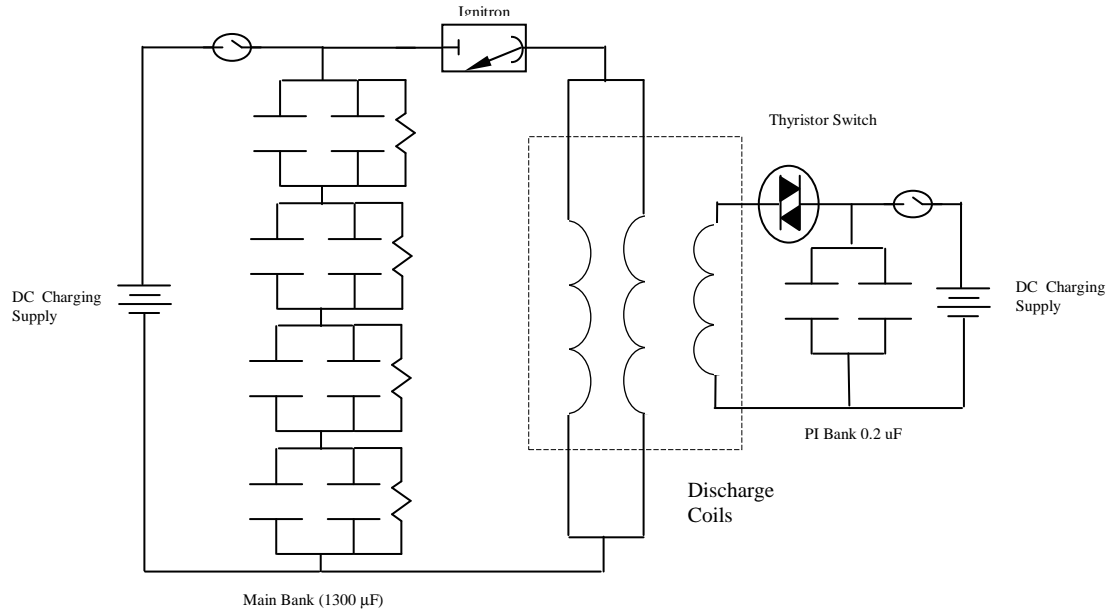 Ignitron
Thyristor Switch
DC Charging
Supply
DC Charging
Supply
PI Bank 0.2 uF
Discharge
Coils
Main Bank (1300 μF)